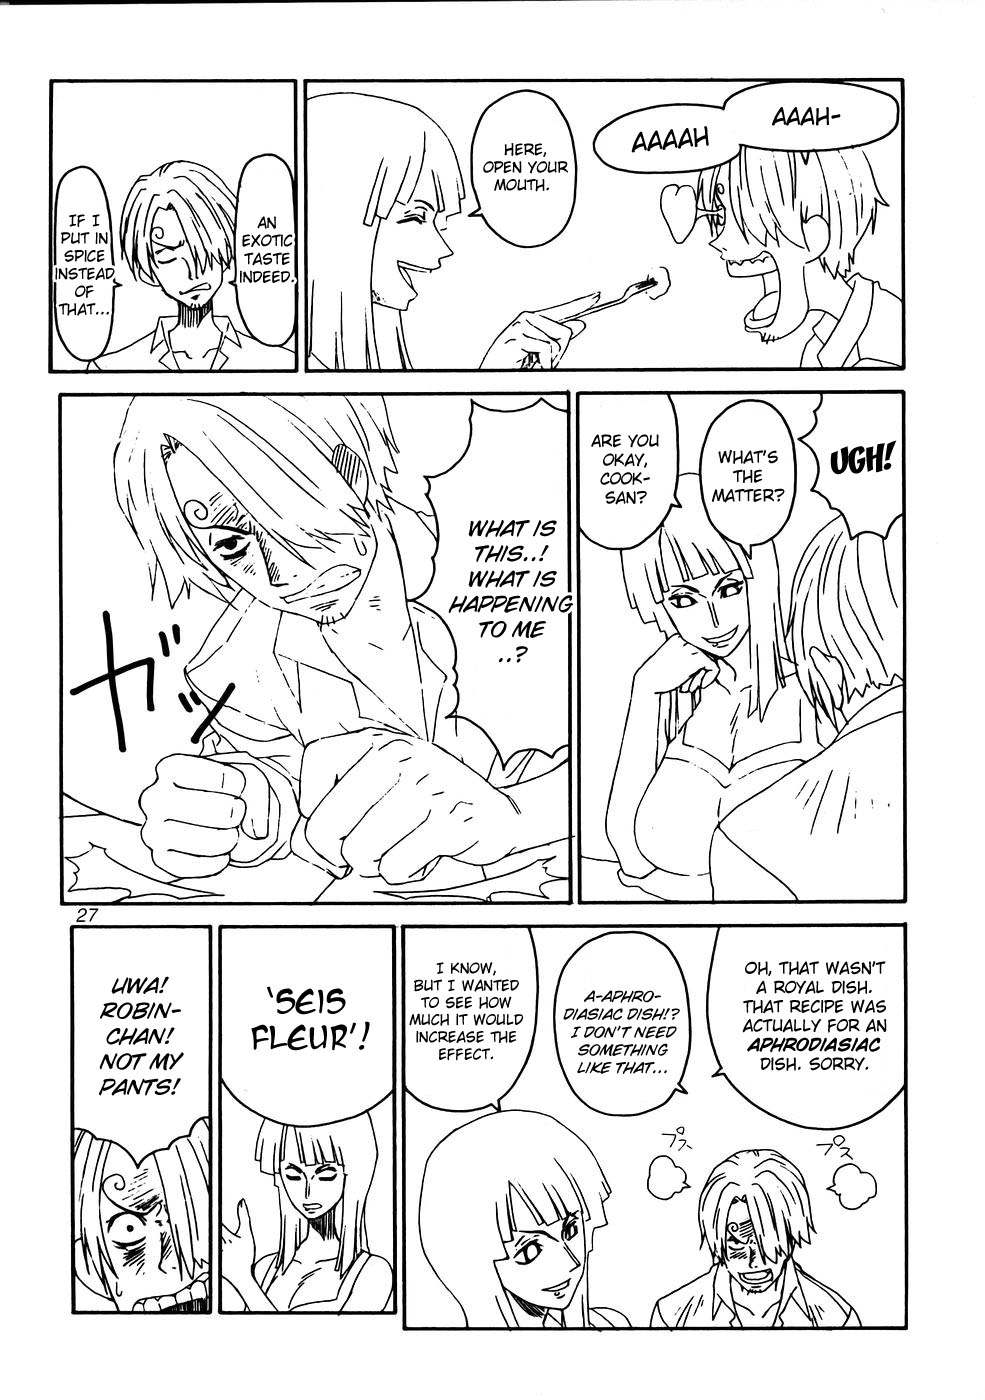 AAAH-
AAAAH
HERE,
OPEN YOUR
MOUTH.
AN
EXOTIC
TASTE
INDEED.
IF I
PUT IN
SPICE
INSTEAD
OF
THAT...
UGH!
WHAT'S
THE
MATTER?
ARE YOU
OKAY,
COOK-
SAN?
WHAT IS
THIS..!
WHAT IS
HAPPENING
TO ME
..?
ガッ
27
OH, THAT WASN'T
A ROYAL DISH.
THAT RECIPE WAS
ACTUALLY FOR AN
APHRODIASIAC
DISH. SORRY.
A-APHRO-
DIASIAC DISH!?
I DON'T NEED
SOMETHING
LIKE THAT...
I KNOW,
BUT I WANTED
TO SEE HOW
MUCH IT WOULD
INCREASE THE
EFFECT.
プス
プス
'SEIS
FLEUR'!
UWA!
ROBIN-
CHAN!
NOT MY
PANTS!